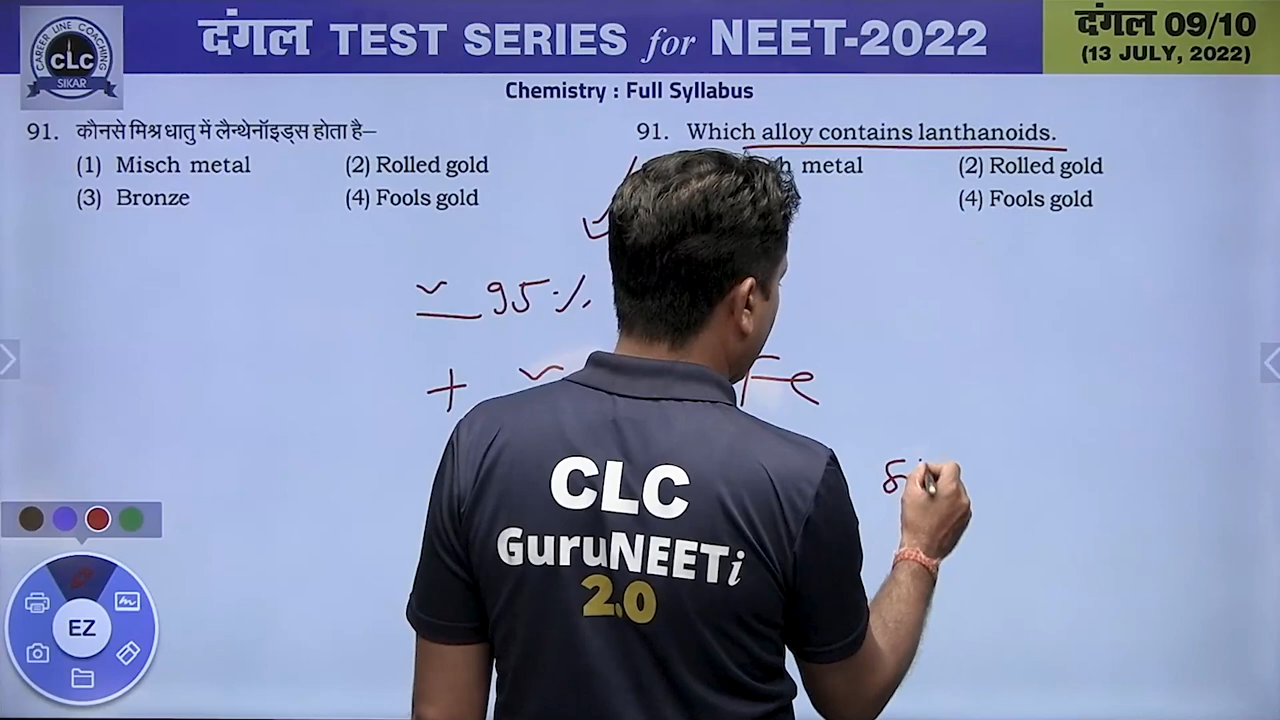 CAREER LINE COACHING
CLC
SIKAR
दंगल TEST SERIES for NEET-2022
दंगल 09/10
(13 JULY, 2022)
Chemistry : Full Syllabus
91. कौनसे मिश्र धातु में लैन्थेनॉइड्स होता है–
(1) Misch metal (2) Rolled gold
(3) Bronze (4) Fools gold
91. Which alloy contains lanthanoids.
metal (2) Rolled gold
(4) Fools gold
~ 95%
+ ~ Fe
CLC
GuruNEETi
2.0
EZ